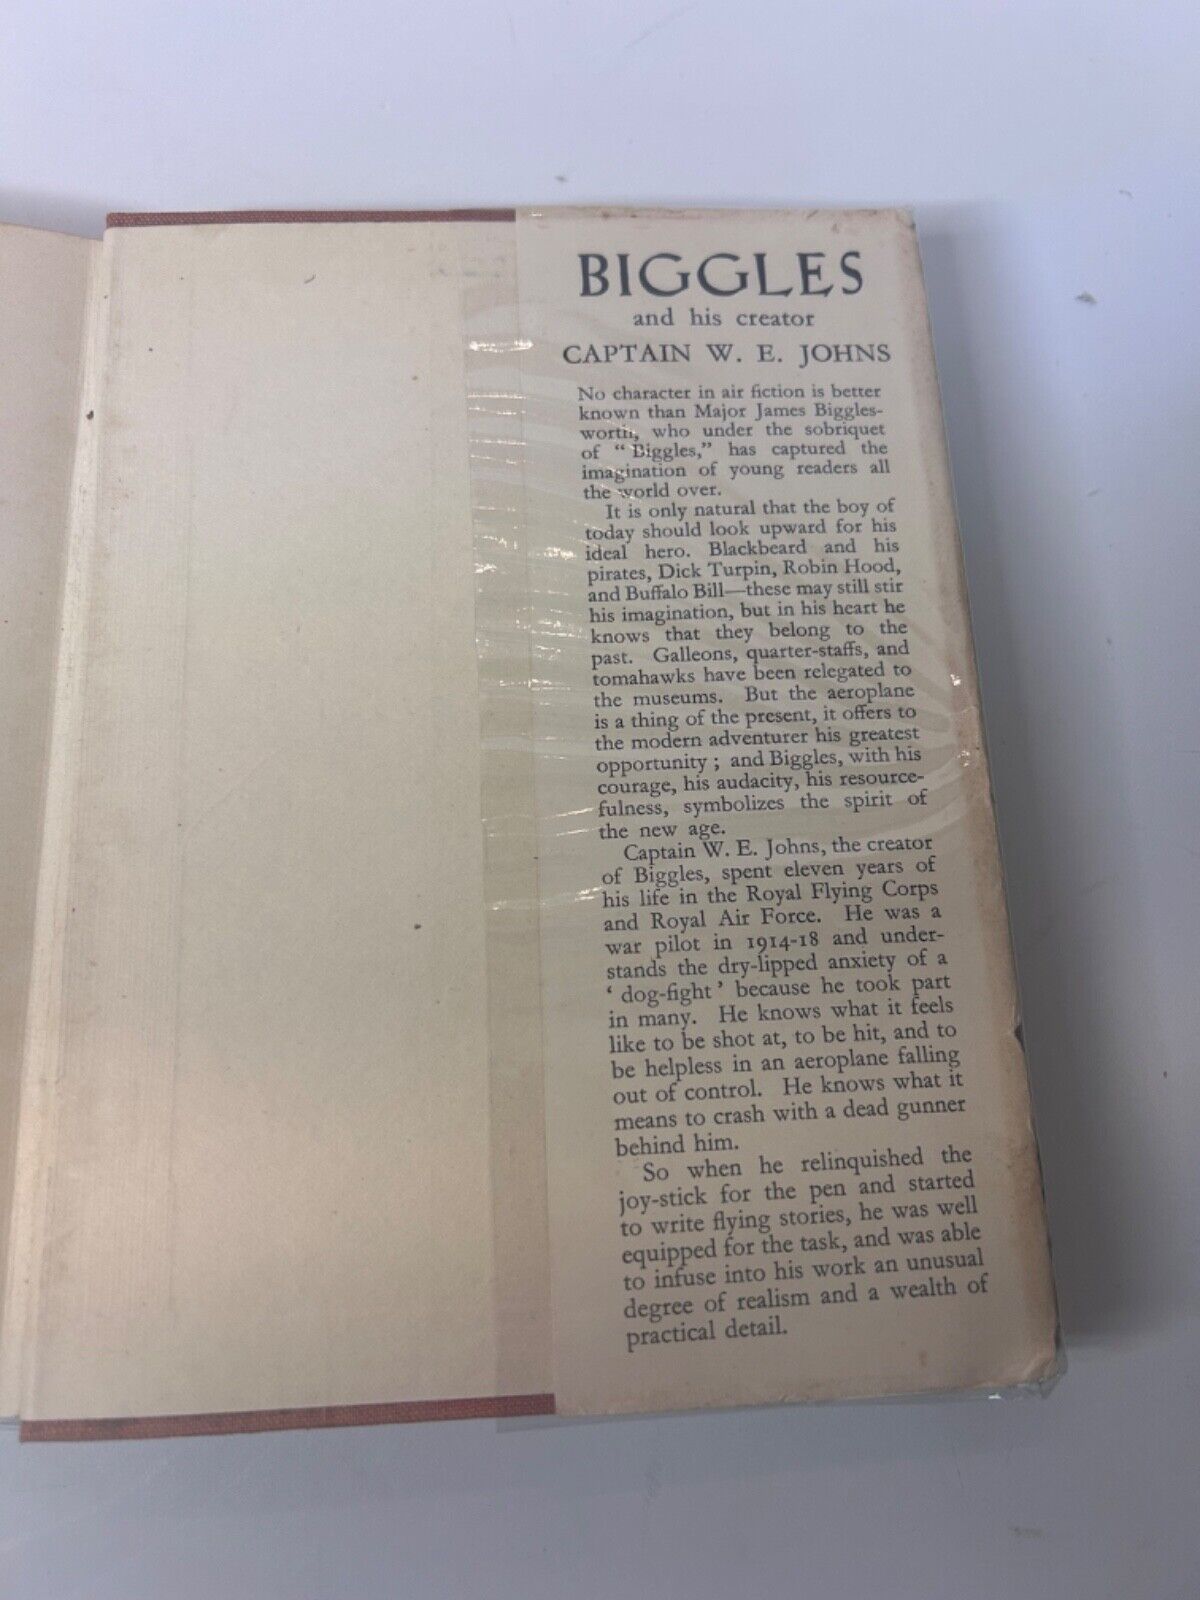 BIGGLES
and his creator
CAPTAIN W. E. JOHNS
No character in air fiction is better
known than Major James Biggles-
worth, who under the sobriquet
of "Biggles," has captured the
imagination of young readers all
the world over.
It is only natural that the boy of
today should look upward for his
ideal hero. Blackbeard and his
pirates, Dick Turpin, Robin Hood,
and Buffalo Bill—these may still stir
his imagination, but in his heart he
knows that they belong to the
past. Galleons, quarter-staffs, and
tomahawks have been relegated to
the museums. But the aeroplane
is a thing of the present, it offers to
the modern adventurer his greatest
opportunity ; and Biggles, with his
courage, his audacity, his resource-
fulness, symbolizes the spirit of
the new age.
Captain W. E. Johns, the creator
of Biggles, spent eleven years of
his life in the Royal Flying Corps
and Royal Air Force. He was a
war pilot in 1914-18 and under-
stands the dry-lipped anxiety of a
' dog-fight' because he took part
in many. He knows what it feels
like to be shot at, to be hit, and to
be helpless in an aeroplane falling
out of control. He knows what it
means to crash with a dead gunner
behind him.
So when he relinquished the
joy-stick for the pen and started
to write flying stories, he was well
equipped for the task, and was able
to infuse into his work an unusual
degree of realism and a wealth of
practical detail.